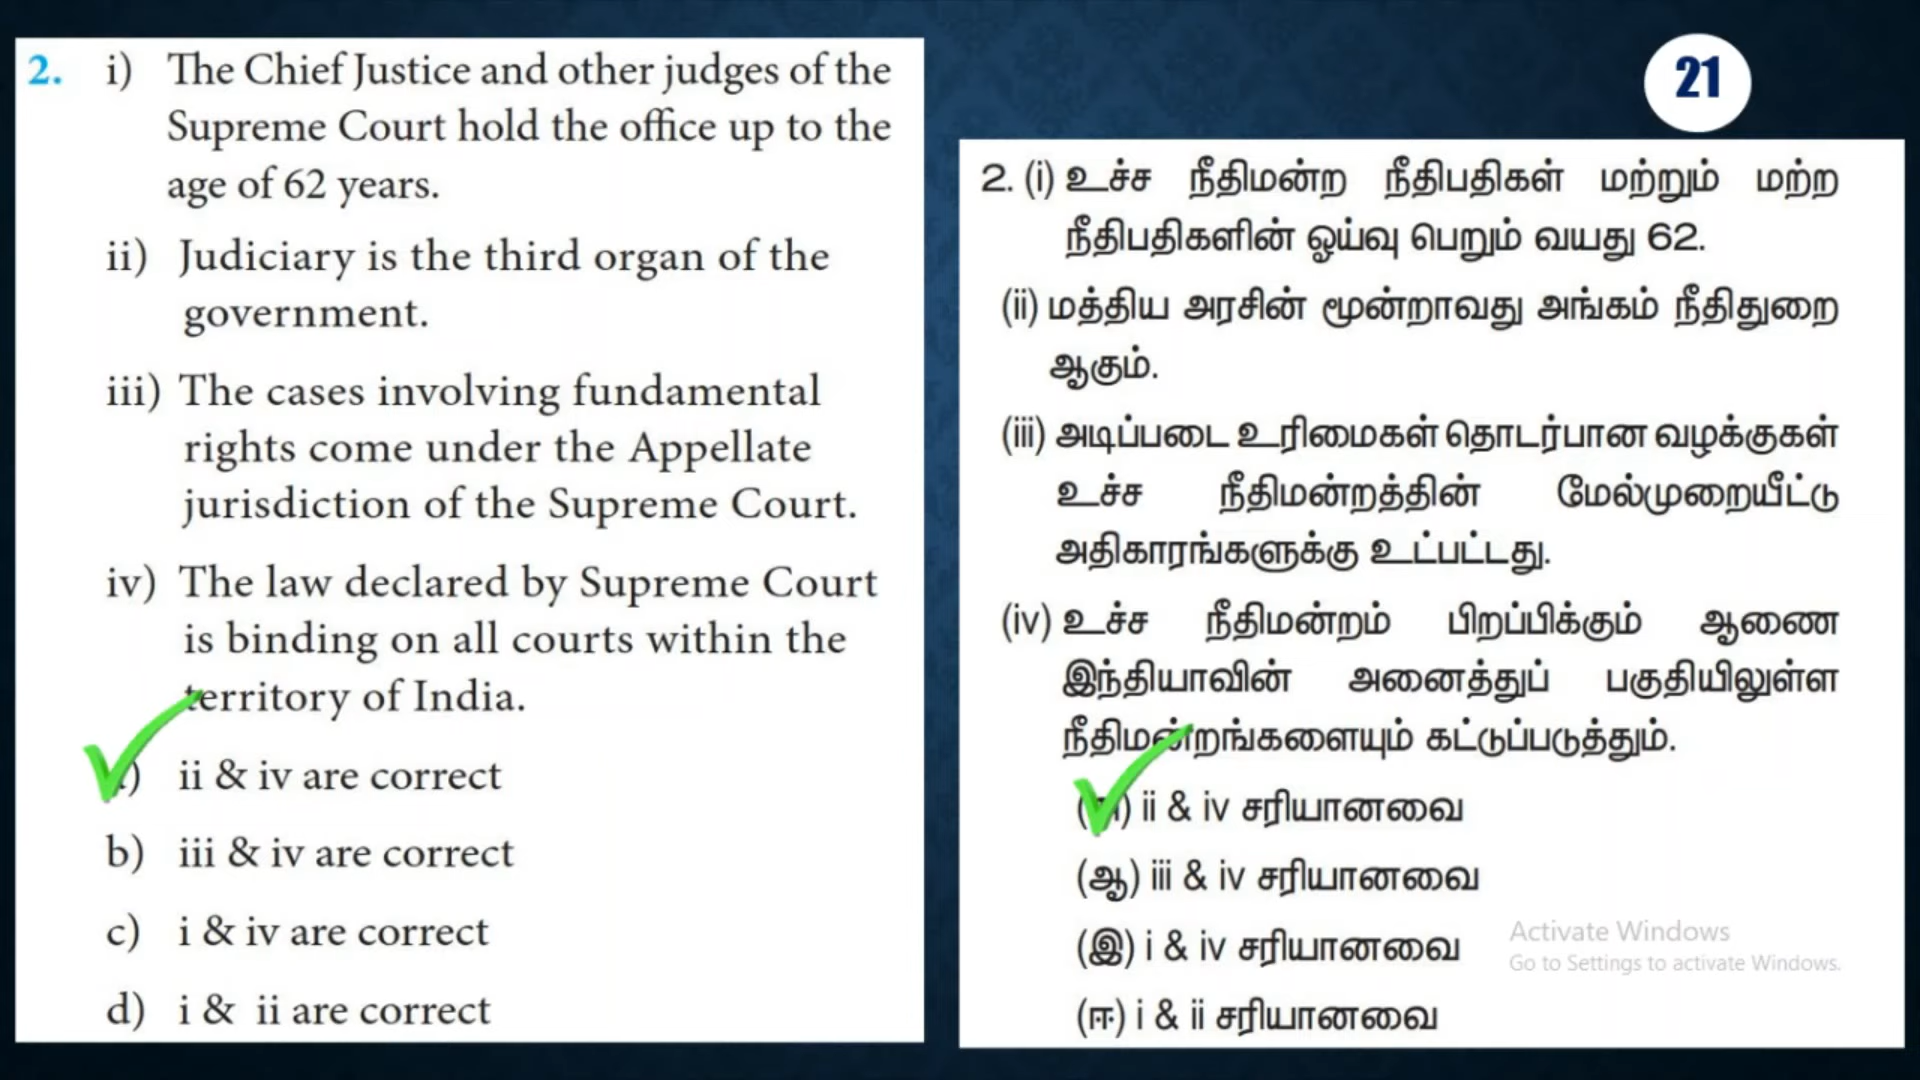 2. i) The Chief Justice and other judges of the
Supreme Court hold the office up to the
age of 62 years.
ii) Judiciary is the third organ of the
government.
iii) The cases involving fundamental
rights come under the Appellate
jurisdiction of the Supreme Court.
iv) The law declared by Supreme Court
is binding on all courts within the
territory of India.
ii & iv are correct
b) iii & iv are correct
c) i & iv are correct
d) i & ii are correct
21
2. (i) உச்ச நீதிமன்ற நீதிபதிகள் மற்றும் மற்ற
நீதிபதிகளின் ஓய்வு பெறும் வயது 62.
(ii) மத்திய அரசின் மூன்றாவது அங்கம் நீதிதுறை
ஆகும்.
(iii) அடிப்படை உரிமைகள் தொடர்பான வழக்குகள்
உச்ச நீதிமன்றத்தின் மேல்முறையீட்டு
அதிகாரங்களுக்கு உட்பட்டது.
(iv) உச்ச நீதிமன்றம் பிறப்பிக்கும் ஆணை
இந்தியாவின் அனைத்துப் பகுதியிலுள்ள
நீதிமன்றங்களையும் கட்டுப்படுத்தும்.
ii & iv சரியானவை
(ஆ) iii & iv சரியானவை
(இ) i & iv சரியானவை
(ஈ) i & ii சரியானவை
Activate Windows
Go to Settings to activate Windows.